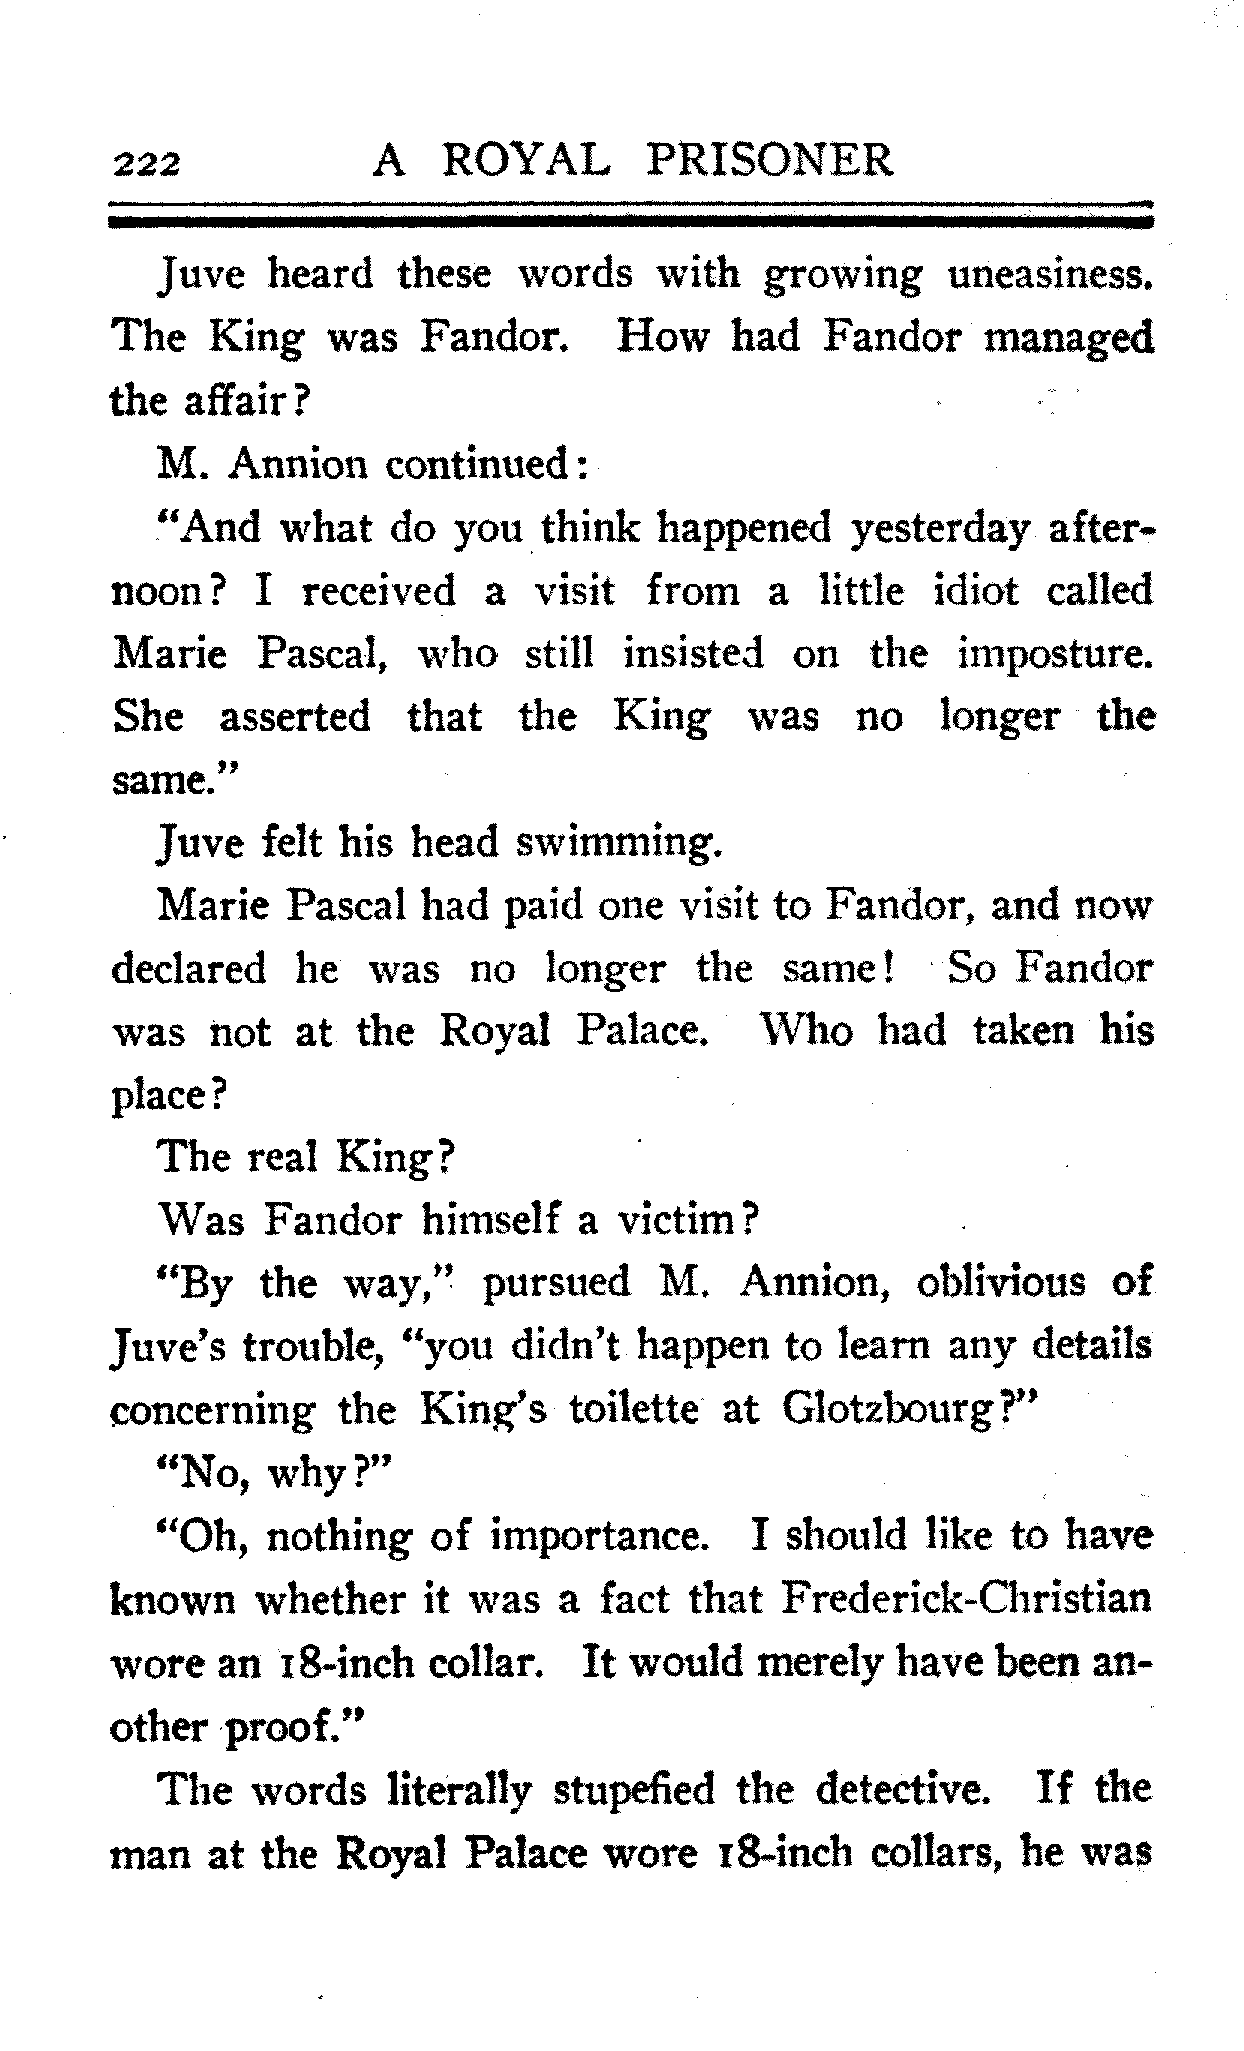 222 A ROYAL PRISONER
Juve heard these words with growing uneasiness.
The King was Fandor. How had Fandor managed
the affair?
M. Annion continued:
"And what do you think happened yesterday after-
noon? I received a visit from a little idiot called
Marie Pascal, who still insisted on the imposture.
She asserted that the King was no longer the
same."
Juve felt his head swimming.
Marie Pascal had paid one visit to Fandor, and now
declared he was no longer the same! So Fandor
was not at the Royal Palace. Who had taken his
place?
The real King?
Was Fandor himself a victim?
"By the way," pursued M. Annion, oblivious of
Juve's trouble, "you didn't happen to learn any details
concerning the King's toilette at Glotzbourg?"
"No, why?"
"Oh, nothing of importance. I should like to have
known whether it was a fact that Frederick-Christian
wore an 18-inch collar. It would merely have been an-
other proof."
The words literally stupefied the detective. If the
man at the Royal Palace wore 18-inch collars, he was